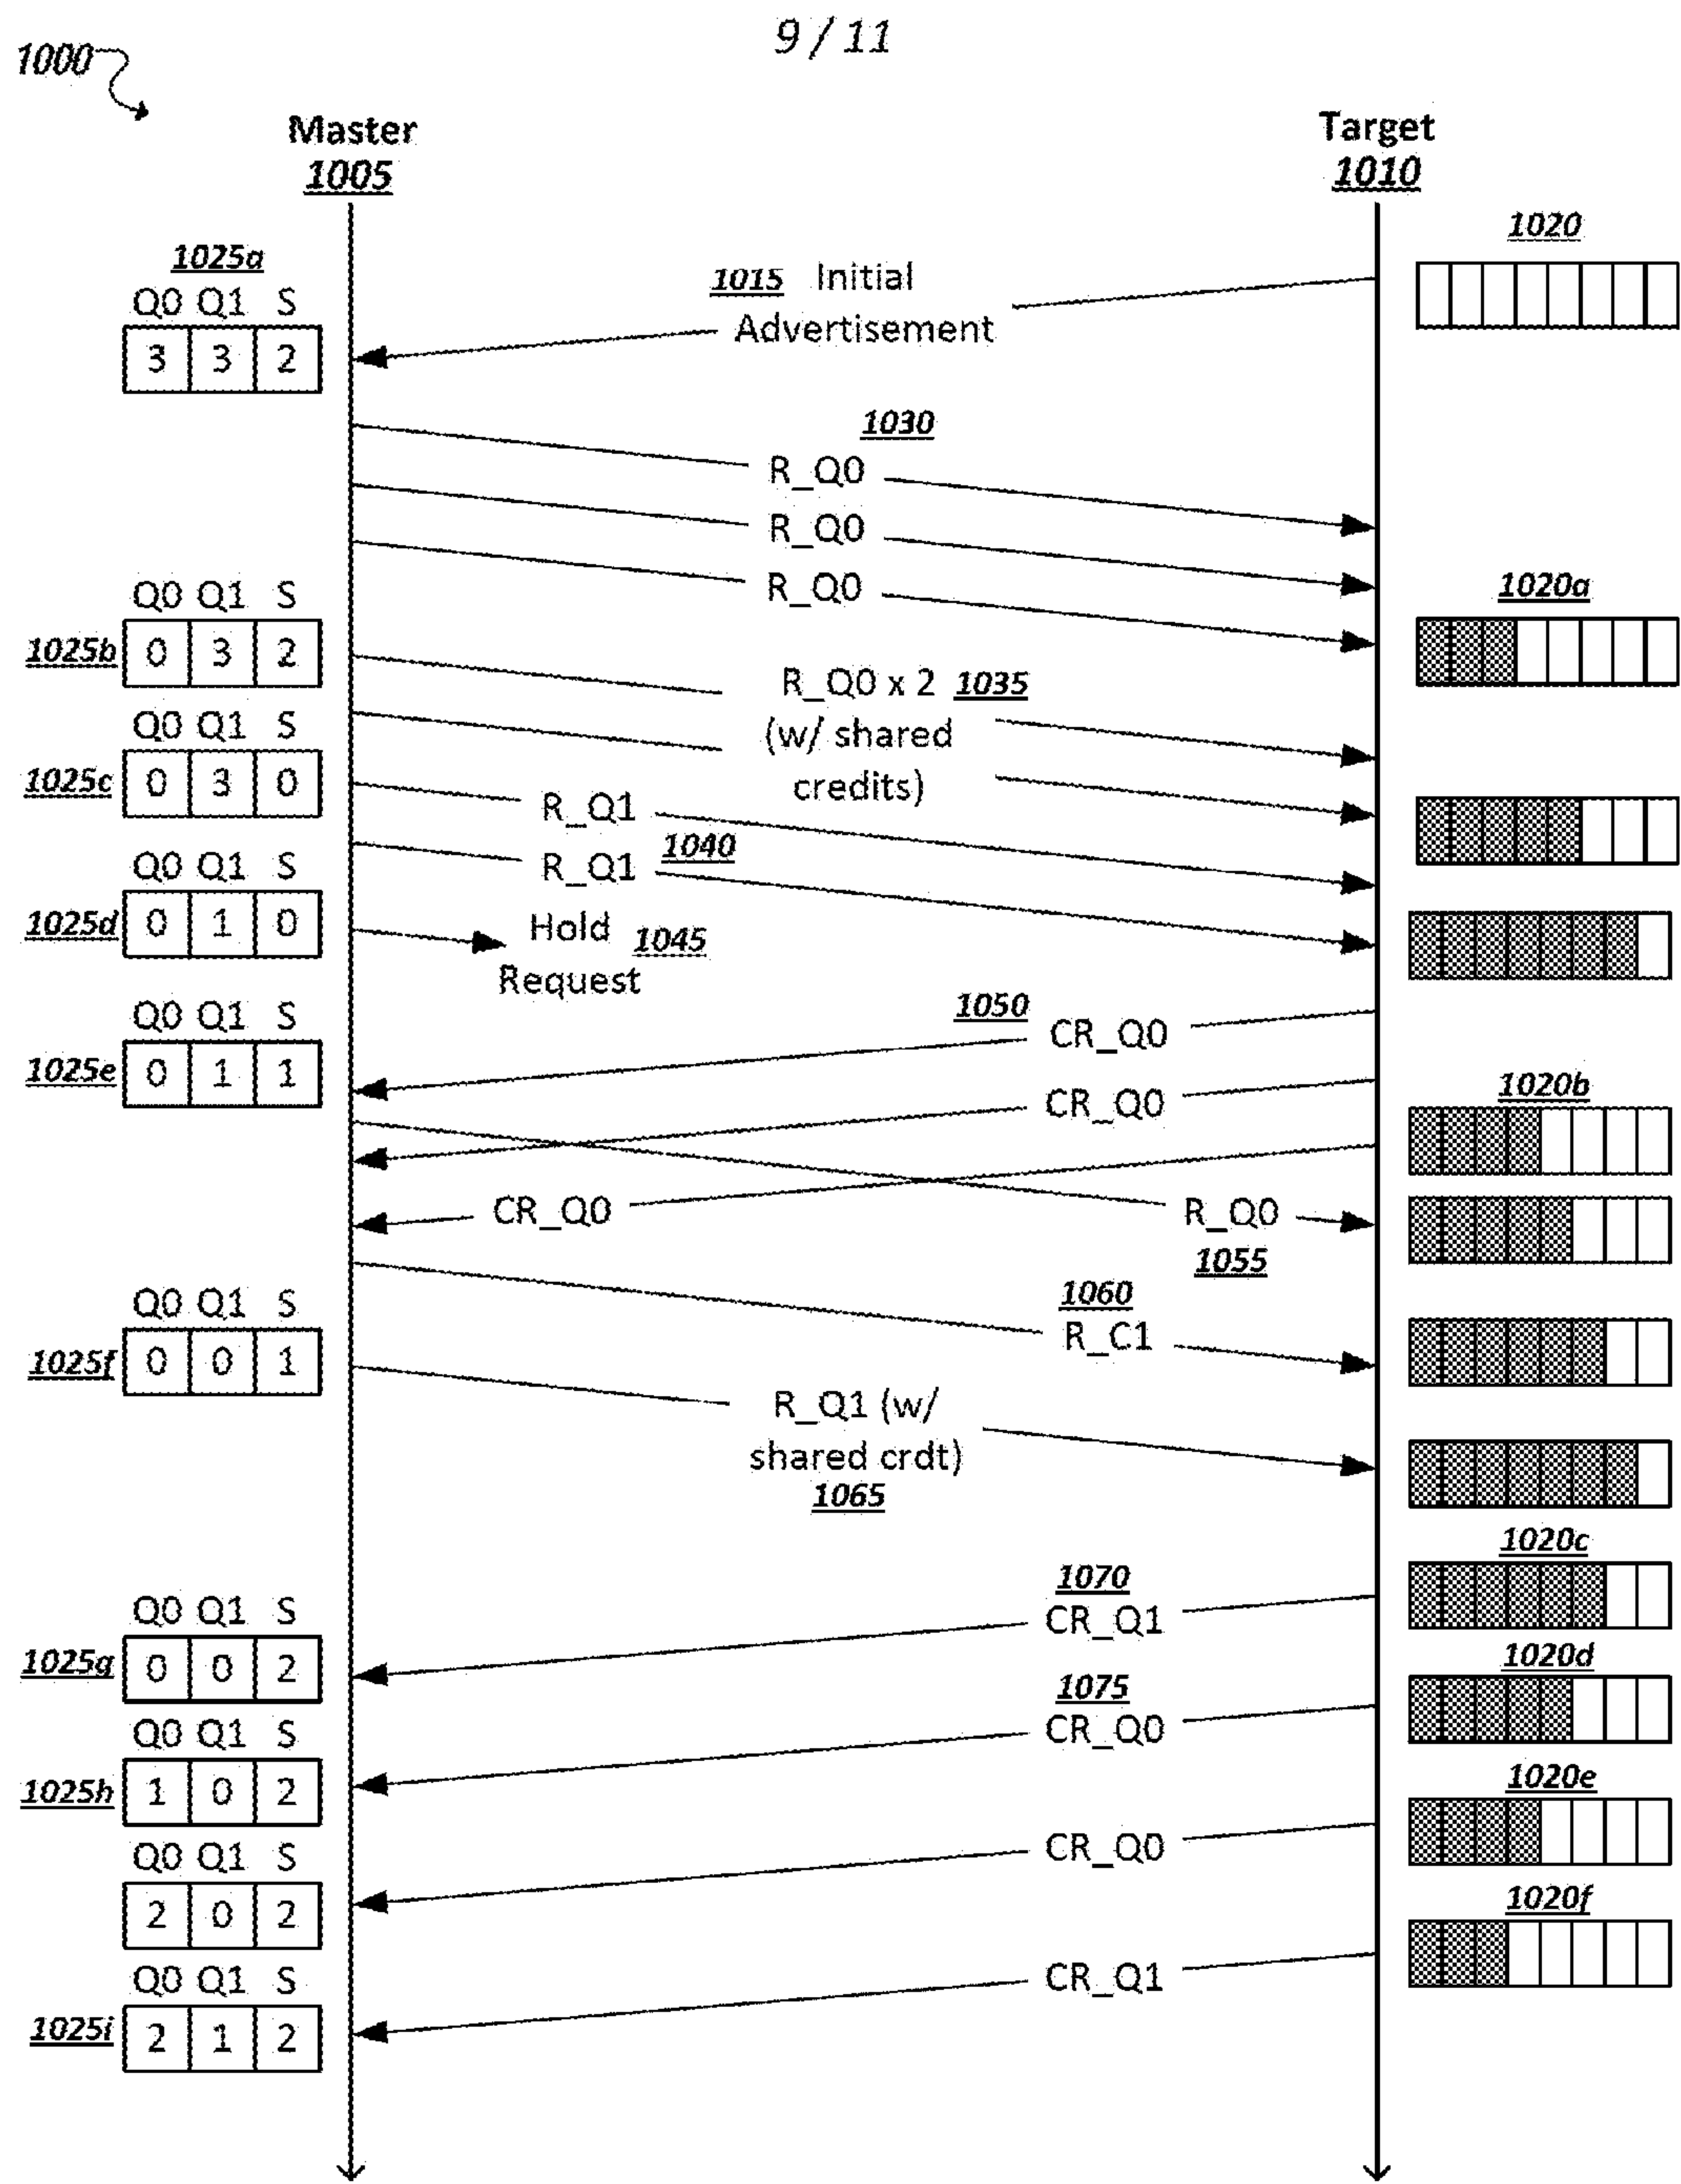 9 / 11
1000
Master
1005
Target
1010
1020
1025a
Q0 Q1 S
3 3 2
1015 Initial
Advertisement
1030
R_Q0
R_Q0
R_Q0
1020a
Q0 Q1 S
1025b 0 3 2
R_Q0 x 2 1035
(w/ shared
credits)
Q0 Q1 S
1025c 0 3 0
R_Q1
R_Q1 1040
Q0 Q1 S
1025d 0 1 0
Hold 1045
Request
1050
CR_Q0
Q0 Q1 S
1025e 0 1 1
CR_Q0
1020b
CR_Q0
R_Q0
1055
1060
R_C1
Q0 Q1 S
1025f 0 0 1
R_Q1 (w/
shared crdt)
1065
1020c
1070
CR_Q1
Q0 Q1 S
1025g 0 0 2
1020d
1075
CR_Q0
Q0 Q1 S
1025h 1 0 2
1020e
CR_Q0
Q0 Q1 S
2 0 2
1020f
CR_Q1
Q0 Q1 S
1025i 2 1 2